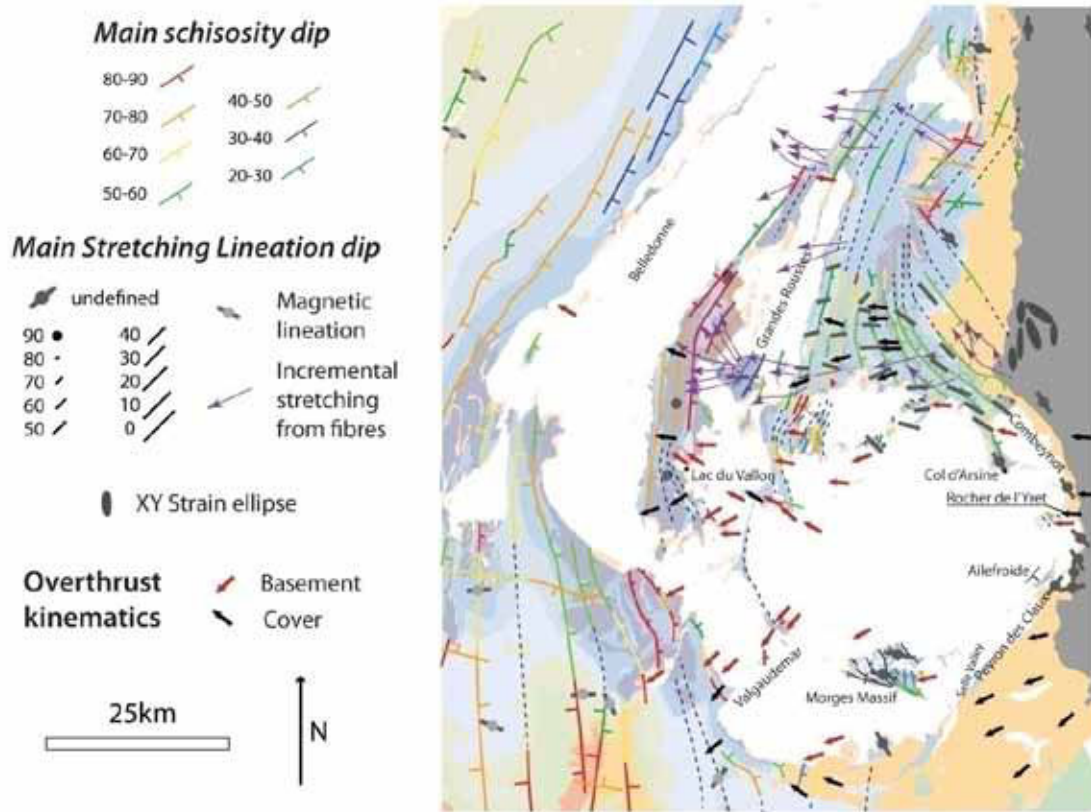 Main schisosity dip
80-90
70-80
60-70
50-60
40-50
30-40
20-30
Main Stretching Lineation dip
undefined
90
80
70
60
50
40
30
20
10
0
Magnetic
lineation
Incremental
stretching
from fibres
XY Strain ellipse
Overthrust
kinematics
Basement
Cover
25km
N
Belledonne
Grandes Rousses
Combeynot
Lac du Vallon
Col d'Arsine
Rocher de l'Yret
Ailefroide
Peyron des Claux
Selle Valley
Valgaudemar
Morges Massif